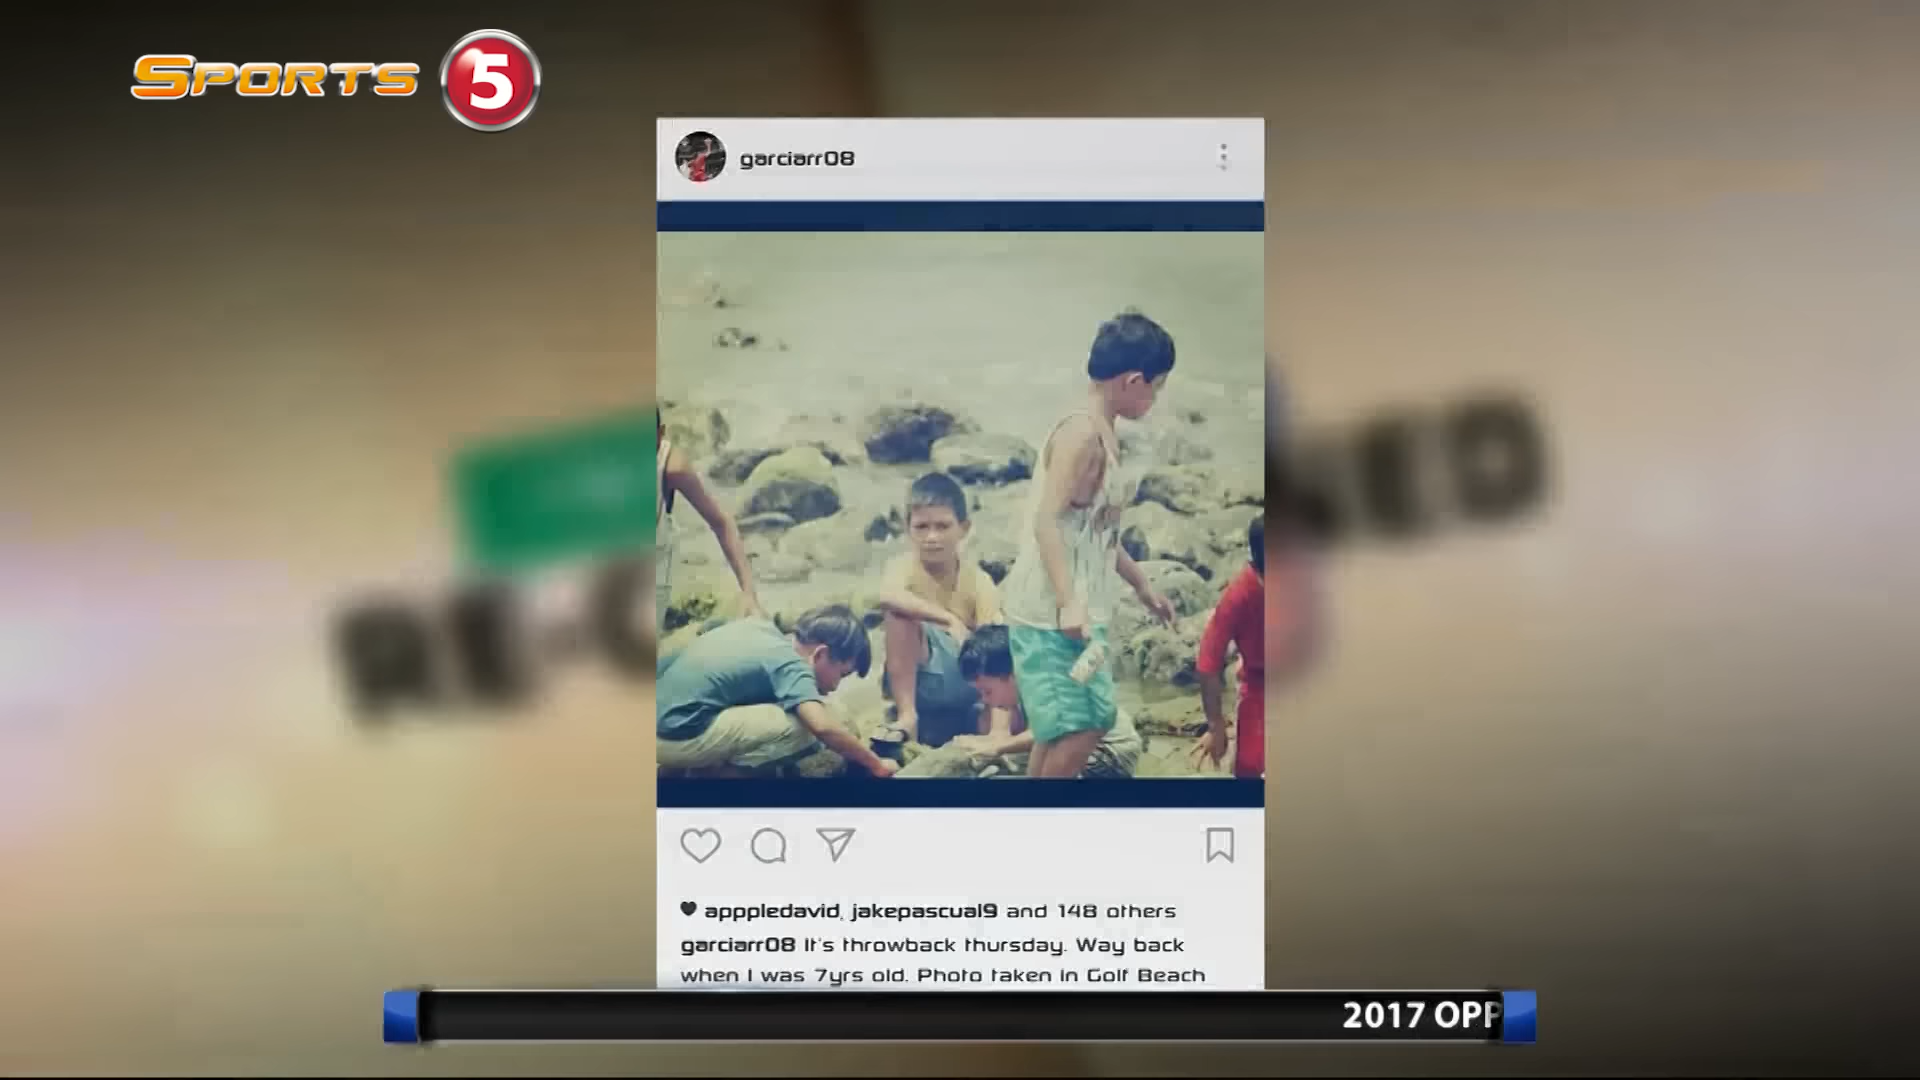 SPORTS 5
garciarr08
apppledavid, jakepascual9 and 148 others
garciarr08 It's throwback thursday. Way back
when I was 7yrs old. Photo taken in Golf Beach
2017 OPP